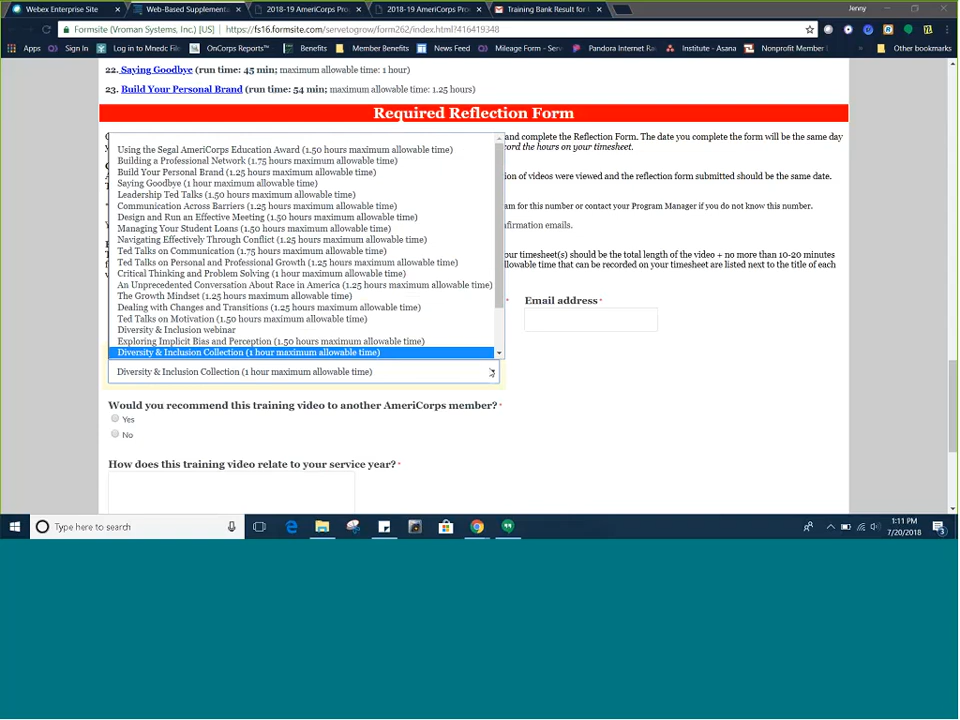 Webex Enterprise Site
Web-Based Supplementa
2018-19 AmeriCorps Pro
2018-19 AmeriCorps Pro
Training Bank Result for
Jenny
Formsite (Vroman Systems, Inc.) [US]
https://fs16.formsite.com/servetogrow/form262/index.html?1416419348
Apps
Sign In
Log in to Mnedc Fil
OnCorps Reports™
Benefits
Member Benefits
News Feed
Mileage Form - Serv
Pandora Internet Ra
Institute - Asana
Nonprofit Member
Other bookmarks
22. Saying Goodbye (run time: 45 min; maximum allowable time: 1 hour)
23. Build Your Personal Brand (run time: 54 min; maximum allowable time: 1.25 hours)
Required Reflection Form
and complete the Reflection Form. The date you complete the form will be the same day
ord the hours on your timesheet.
on of videos were viewed and the reflection form submitted should be the same date.
am for this number or contact your Program Manager if you do not know this number.
nfirmation emails.
our timesheet(s) should be the total length of the video + no more than 10-20 minutes
llowable time that can be recorded on your timesheet are listed next to the title of each
Using the Segal AmeriCorps Education Award (1.50 hours maximum allowable time)
Building a Professional Network (1.75 hours maximum allowable time)
Build Your Personal Brand (1.25 hours maximum allowable time)
Saying Goodbye (1 hour maximum allowable time)
Leadership Ted Talks (1.50 hours maximum allowable time)
Communication Across Barriers (1.25 hours maximum allowable time)
Design and Run an Effective Meeting (1.50 hours maximum allowable time)
Managing Your Student Loans (1.50 hours maximum allowable time)
Navigating Effectively Through Conflict (1.25 hours maximum allowable time)
Ted Talks on Communication (1.75 hours maximum allowable time)
Ted Talks on Personal and Professional Growth (1.25 hours maximum allowable time)
Critical Thinking and Problem Solving (1 hour maximum allowable time)
An Unprecedented Conversation About Race in America (1.25 hours maximum allowable time)
The Growth Mindset (1.25 hours maximum allowable time)
Dealing with Changes and Transitions (1.25 hours maximum allowable time)
Ted Talks on Motivation (1.50 hours maximum allowable time)
Diversity & Inclusion webinar
Exploring Implicit Bias and Perception (1.50 hours maximum allowable time)
Diversity & Inclusion Collection (1 hour maximum allowable time)
* Email address *
Diversity & Inclusion Collection (1 hour maximum allowable time)
Would you recommend this training video to another AmeriCorps member? *
Yes
No
How does this training video relate to your service year? *
Type here to search
1:11 PM
7/20/2018
3